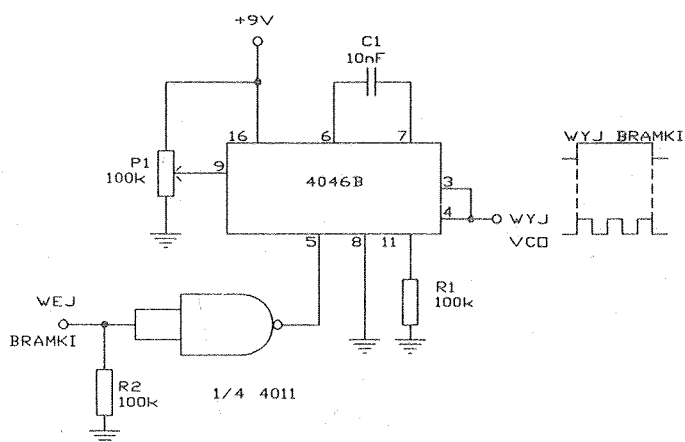 +9V
C1
10nF
16
6
7
WYJ BRAMKI
P1
100k
9
4046B
3
4
WYJ
VCO
5
8
11
R1
100k
WEJ
BRAMKI
R2
100k
1/4 4011